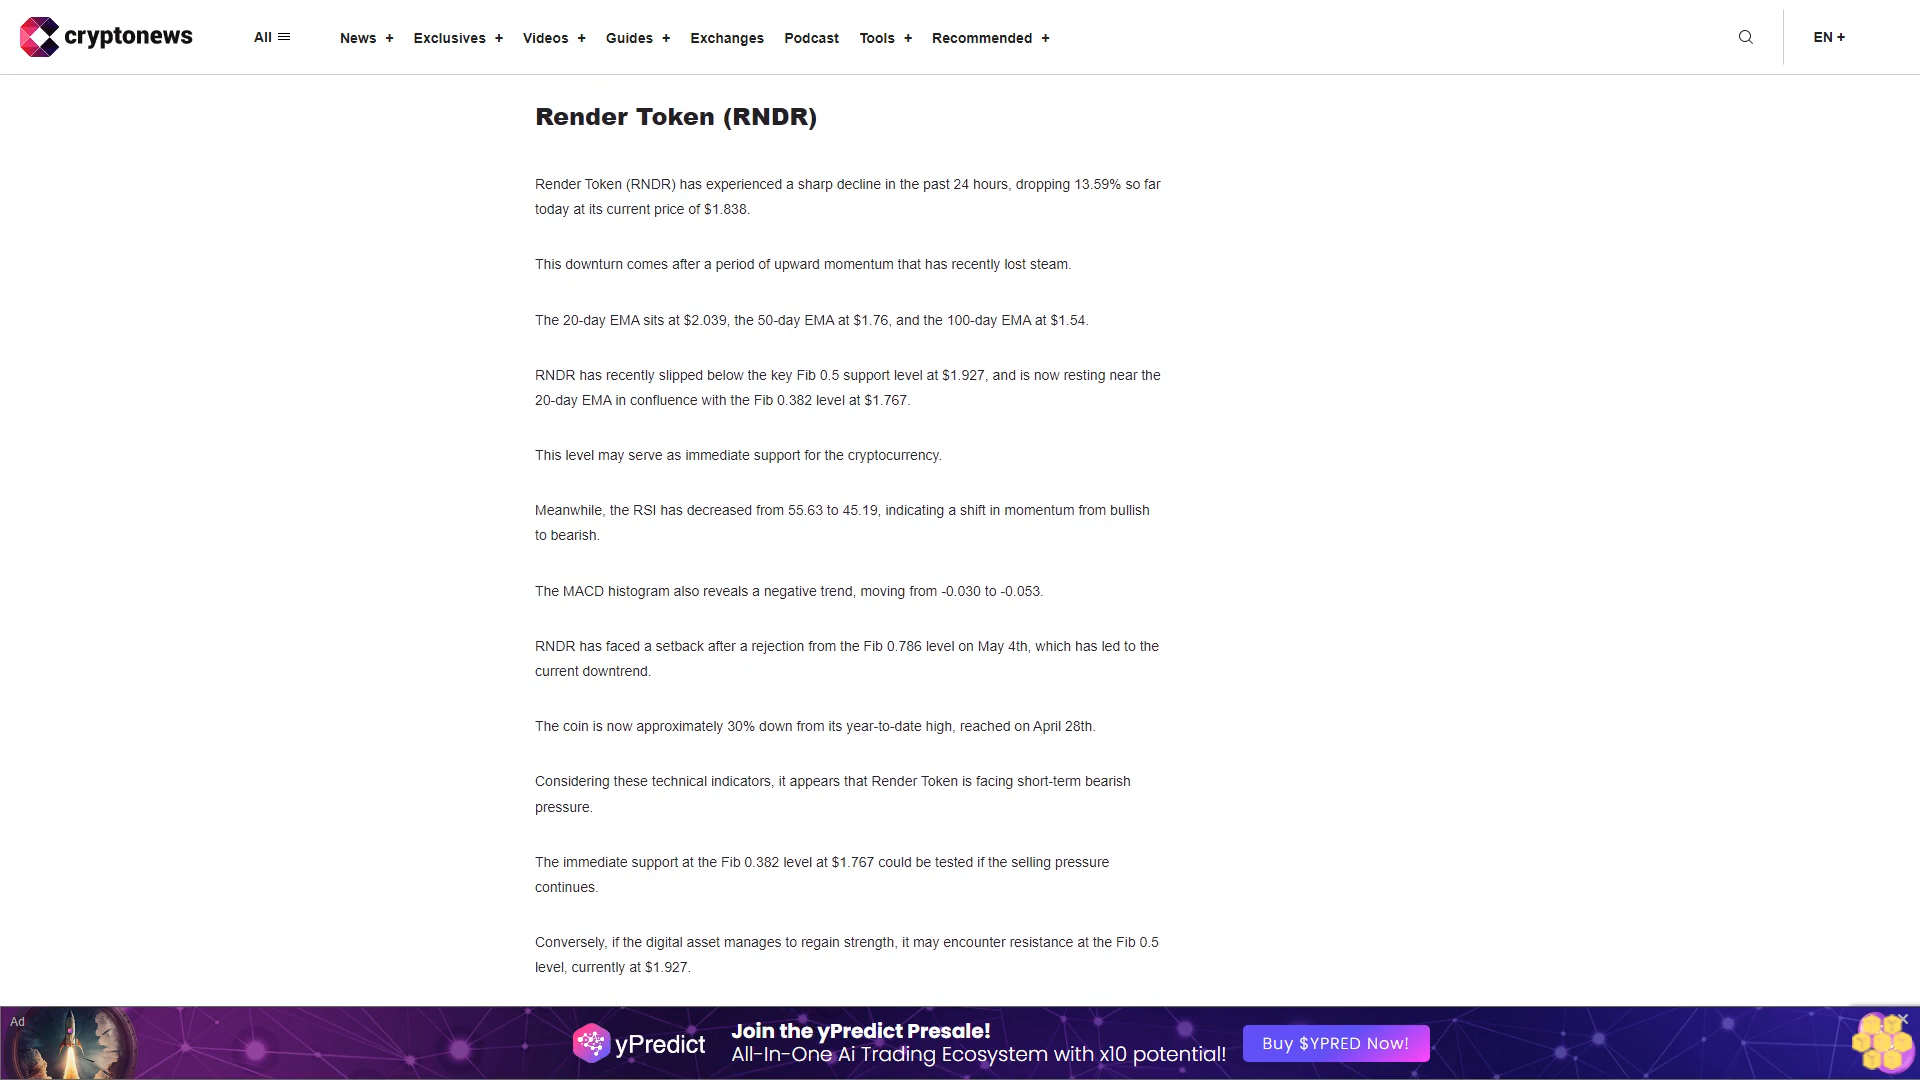 cryptonews
All
News +
Exclusives +
Videos +
Guides +
Exchanges
Podcast
Tools +
Recommended +
EN +
Render Token (RNDR)
Render Token (RNDR) has experienced a sharp decline in the past 24 hours, dropping 13.59% so far
today at its current price of $1.838.
This downturn comes after a period of upward momentum that has recently lost steam.
The 20-day EMA sits at $2.039, the 50-day EMA at $1.76, and the 100-day EMA at $1.54.
RNDR has recently slipped below the key Fib 0.5 support level at $1.927, and is now resting near the
20-day EMA in confluence with the Fib 0.382 level at $1.767.
This level may serve as immediate support for the cryptocurrency.
Meanwhile, the RSI has decreased from 55.63 to 45.19, indicating a shift in momentum from bullish
to bearish.
The MACD histogram also reveals a negative trend, moving from -0.030 to -0.053.
RNDR has faced a setback after a rejection from the Fib 0.786 level on May 4th, which has led to the
current downtrend.
The coin is now approximately 30% down from its year-to-date high, reached on April 28th.
Considering these technical indicators, it appears that Render Token is facing short-term bearish
pressure.
The immediate support at the Fib 0.382 level at $1.767 could be tested if the selling pressure
continues.
Conversely, if the digital asset manages to regain strength, it may encounter resistance at the Fib 0.5
level, currently at $1.927.
Ad
yPredict
Join the yPredict Presale!
All-In-One Ai Trading Ecosystem with x10 potential!
Buy $YPRED Now!